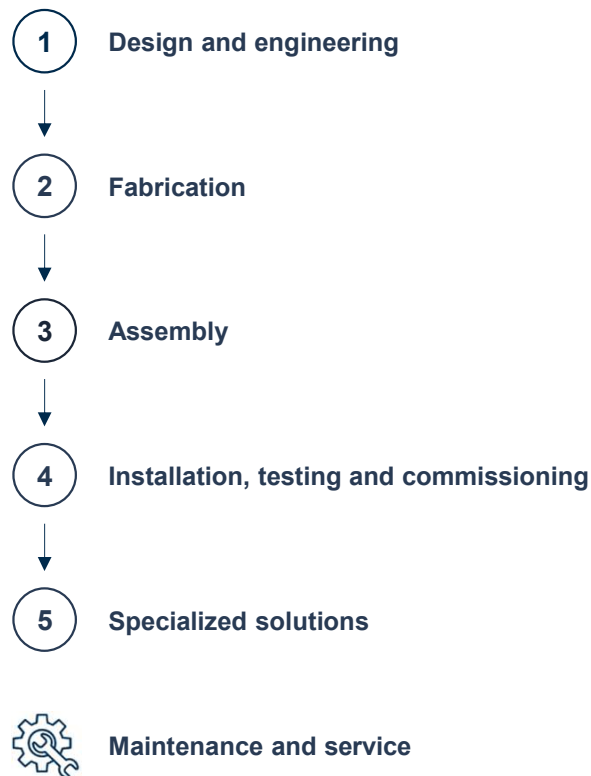 1 Design and engineering
2 Fabrication
3 Assembly
4 Installation, testing and commissioning
5 Specialized solutions
Maintenance and service